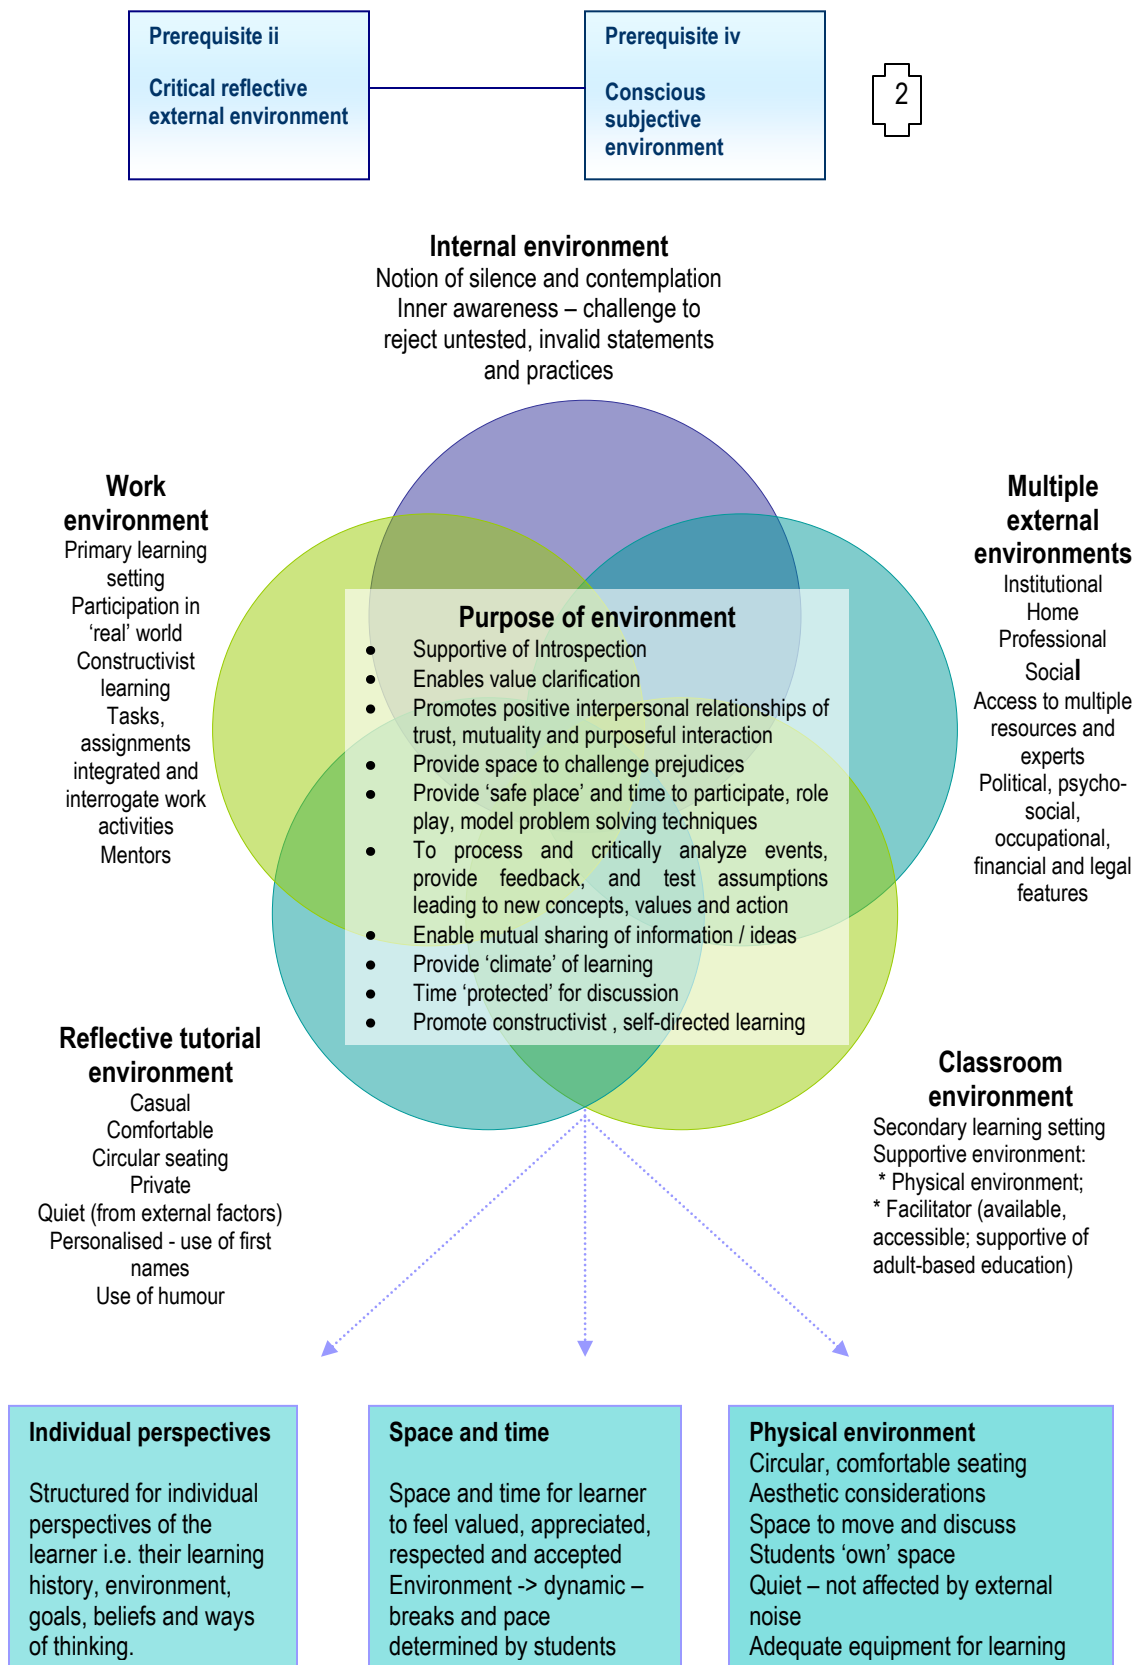 Prerequisite ii
Critical reflective
external environment
Prerequisite iv
Conscious
subjective
environment
2
Internal environment
Notion of silence and contemplation
Inner awareness – challenge to
reject untested, invalid statements
and practices
Work
environment
Primary learning
setting
Participation in
‘real’ world
Constructivist
learning
Tasks,
assignments
integrated and
interrogate work
activities
Mentors
Multiple
external
environments
Institutional
Home
Professional
Social
Access to multiple
resources and
experts
Political, psycho-
social,
occupational,
financial and legal
features
Purpose of environment
• Supportive of Introspection
• Enables value clarification
• Promotes positive interpersonal relationships of
trust, mutuality and purposeful interaction
• Provide space to challenge prejudices
• Provide ‘safe place’ and time to participate, role
play, model problem solving techniques
• To process and critically analyze events,
provide feedback, and test assumptions
leading to new concepts, values and action
• Enable mutual sharing of information / ideas
• Provide ‘climate’ of learning
• Time ‘protected’ for discussion
• Promote constructivist , self-directed learning
Reflective tutorial
environment
Casual
Comfortable
Circular seating
Private
Quiet (from external factors)
Personalised - use of first
names
Use of humour
Classroom
environment
Secondary learning setting
Supportive environment:
* Physical environment;
* Facilitator (available,
accessible; supportive of
adult-based education)
Individual perspectives
Structured for individual
perspectives of the
learner i.e. their learning
history, environment,
goals, beliefs and ways
of thinking.
Space and time
Space and time for learner
to feel valued, appreciated,
respected and accepted
Environment -> dynamic –
breaks and pace
determined by students
Physical environment
Circular, comfortable seating
Aesthetic considerations
Space to move and discuss
Students ‘own’ space
Quiet – not affected by external
noise
Adequate equipment for learning